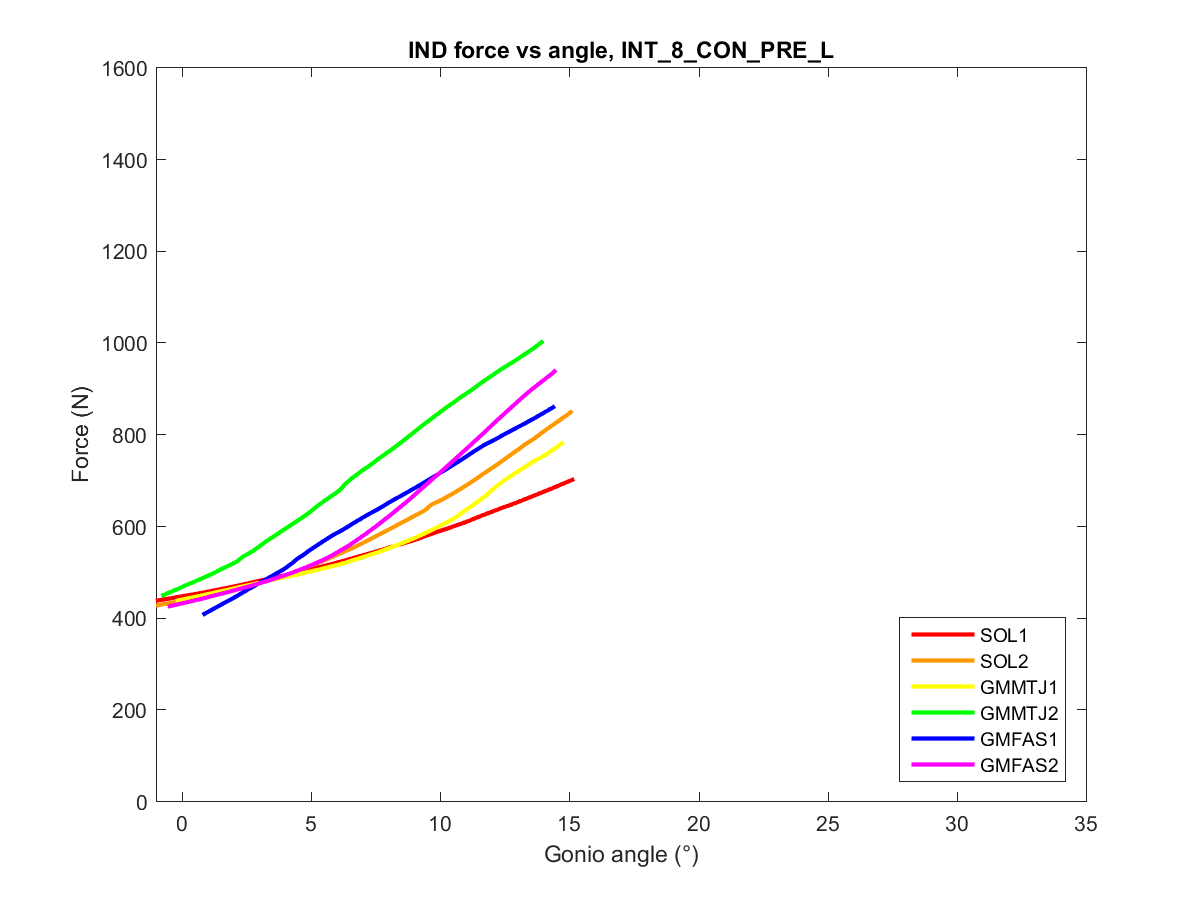 IND force vs angle, INT_8_CON_PRE_L
1600
1400
1200
1000
800
600
400
200
0
Force (N)
0 5 10 15 20 25 30 35
Gonio angle (°)
SOL1
SOL2
GMMTJ1
GMMTJ2
GMFAS1
GMFAS2